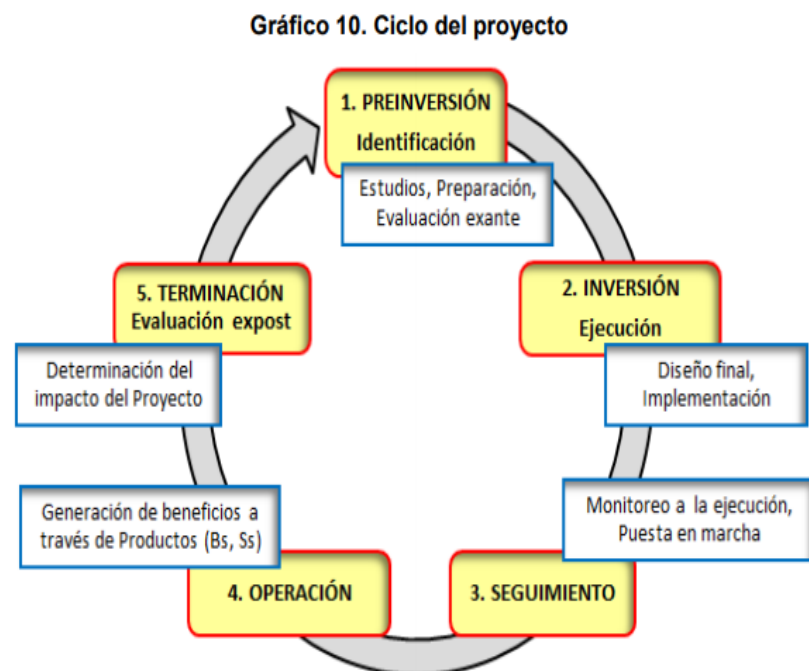 Gráfico 10. Ciclo del proyecto
1. PREINVERSIÓN
Identificación
Estudios, Preparación,
Evaluación exante
2. INVERSIÓN
Ejecución
Diseño final,
Implementación
Monitoreo a la ejecución,
Puesta en marcha
3. SEGUIMIENTO
4. OPERACIÓN
Generación de beneficios a
través de Productos (Bs, Ss)
5. TERMINACIÓN
Evaluación expost
Determinación del
impacto del Proyecto